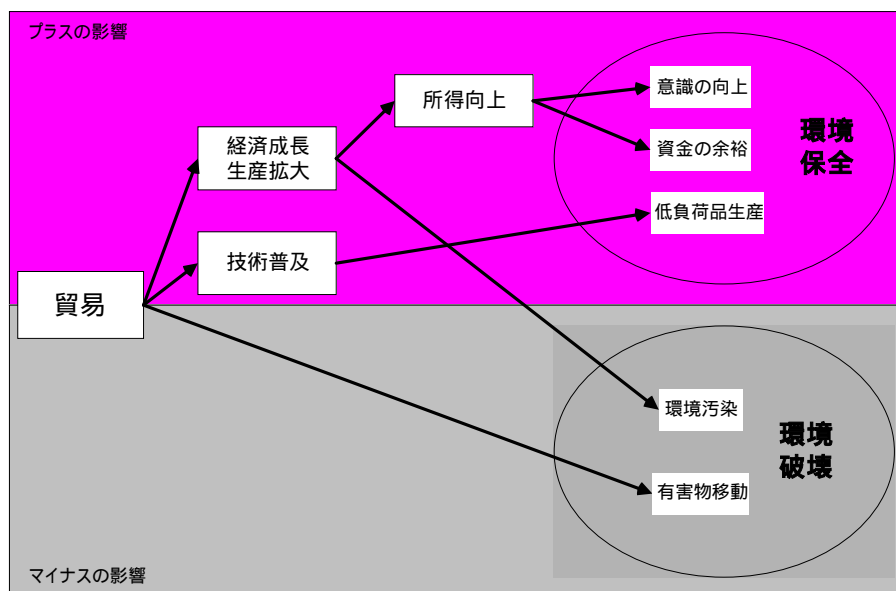 プラスの影響
所得向上
意識の向上
経済成長
生産拡大
資金の余裕
環境
保全
低負荷品生産
技術普及
貿易
環境汚染
環境
破壊
有害物移動
マイナスの影響